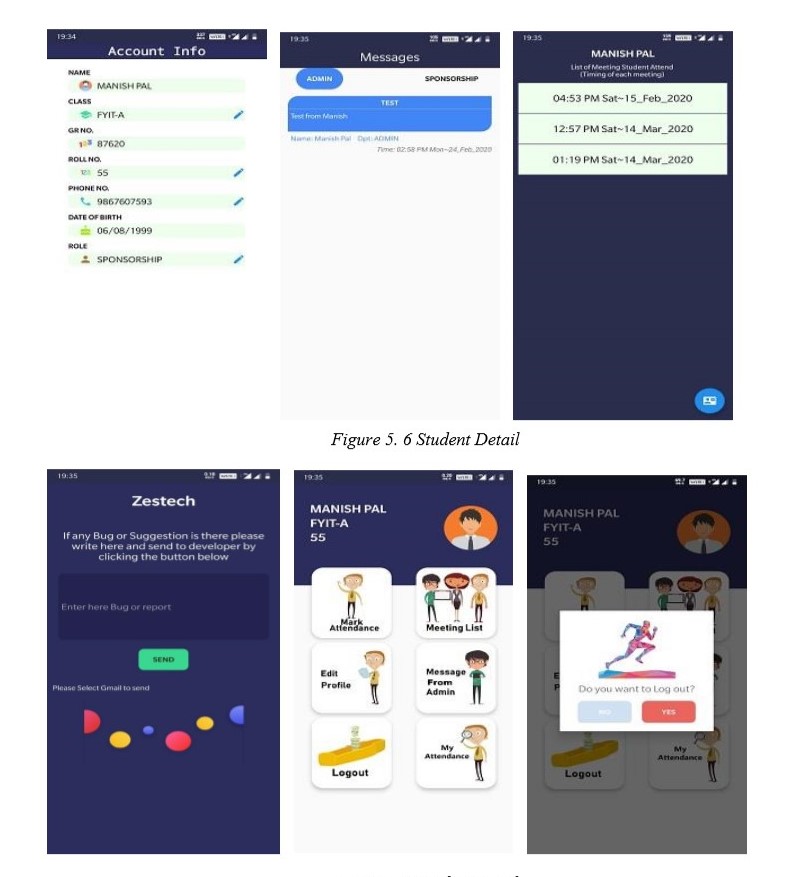 19:34
Account Info
NAME
MANISH PAL
CLASS
FYIT-A
GR NO.
87620
ROLL NO.
55
PHONE NO.
9867607593
DATE OF BIRTH
06/08/1999
ROLE
SPONSORSHIP
19:35
Messages
ADMIN SPONSORSHIP
TEST
Test from Manish
Name: Manish Pal Dpt: ADMIN
Time: 02:58 PM Mon~24_Feb_2020
19:35
MANISH PAL
List of Meeting Student Attend
(Timing of each meeting)
04:53 PM Sat~15_Feb_2020
12:57 PM Sat~14_Mar_2020
01:19 PM Sat~14_Mar_2020
Figure 5. 6 Student Detail
19:35
Zestech
If any Bug or Suggestion is there please
write here and send to developer by
clicking the button below
Enter here Bug or report
SEND
Please Select Gmail to send
19:35
MANISH PAL
FYIT-A
55
Mark
Attendance
Meeting List
Edit
Profile
Message
From
Admin
Logout
My
Attendance
19:35
MANISH PAL
FYIT-A
55
Do you want to Log out?
NO YES
Logout
My
Attendance